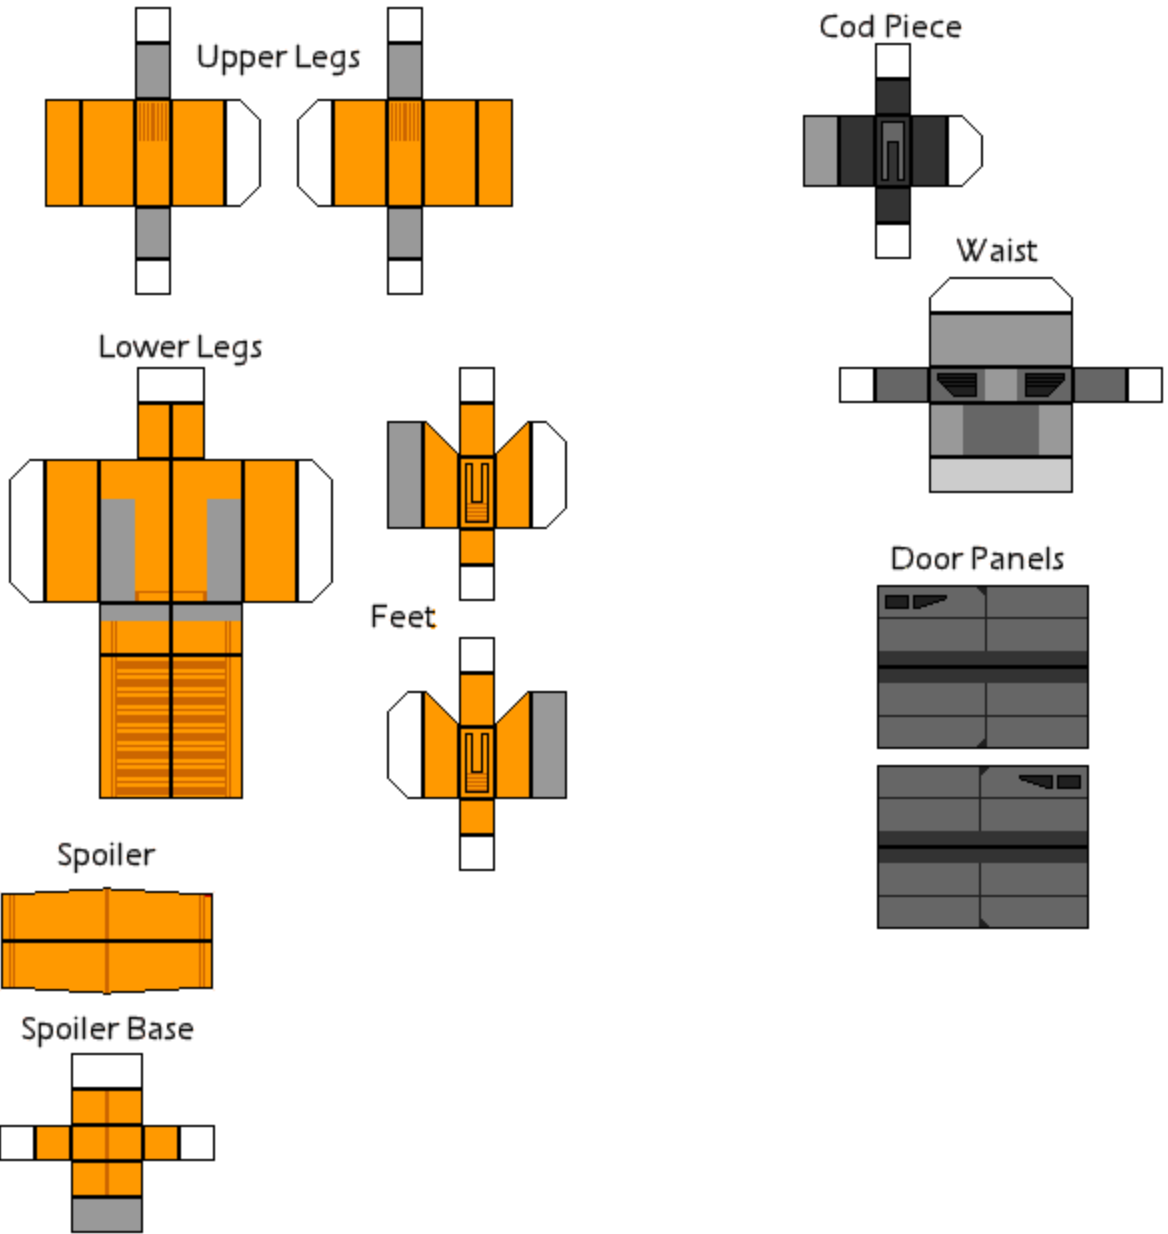 Cod Piece
Upper Legs
Waist
Lower Legs
Door Panels
Feet
Spoiler
Spoiler Base